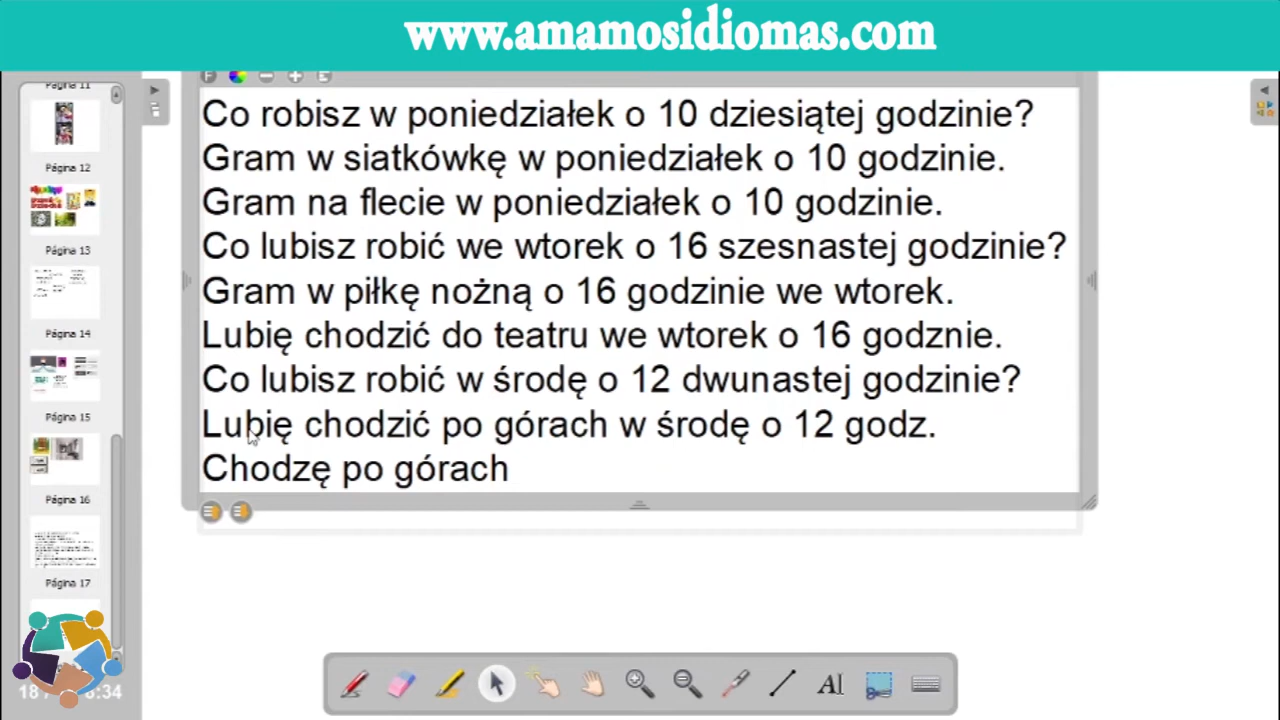 www.amamosidiomas.com
Página 11
Página 12
Página 13
Página 14
Página 15
Página 16
Página 17
Co robisz w poniedziałek o 10 dziesiątej godzinie?
Gram w siatkówkę w poniedziałek o 10 godzinie.
Gram na flecie w poniedziałek o 10 godzinie.
Co lubisz robić we wtorek o 16 szesnastej godzinie?
Gram w piłkę nożną o 16 godzinie we wtorek.
Lubię chodzić do teatru we wtorek o 16 godznie.
Co lubisz robić w środę o 12 dwunastej godzinie?
Lubię chodzić po górach w środę o 12 godz.
Chodzę po górach